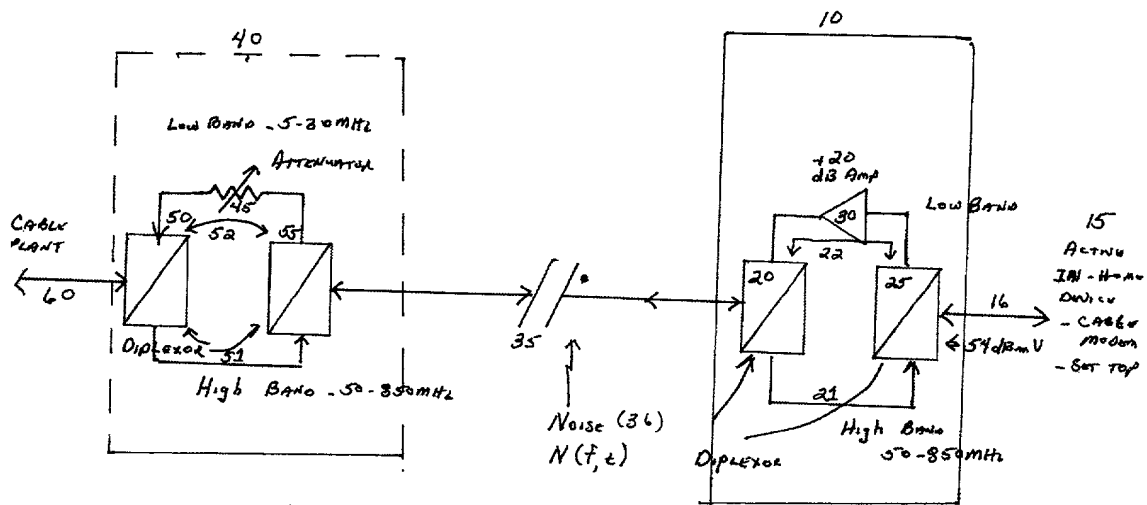 40
LOW BAND - 5-30MHz
ATTENUATOR
45
50
52
55
CABLE
PLANT
60
DIPLEXOR
51
HIGH BAND - 50-850MHz
35
NOISE (36)
N(f,t)
10
+20
dB AMP
30
LOW BAND
22
20
25
15
ACTIVE
IN-HOME
DEVICE
- CABLE
MODEM
- SET TOP
16
54dBmV
21
HIGH BAND
50-850MHz
DIPLEXOR